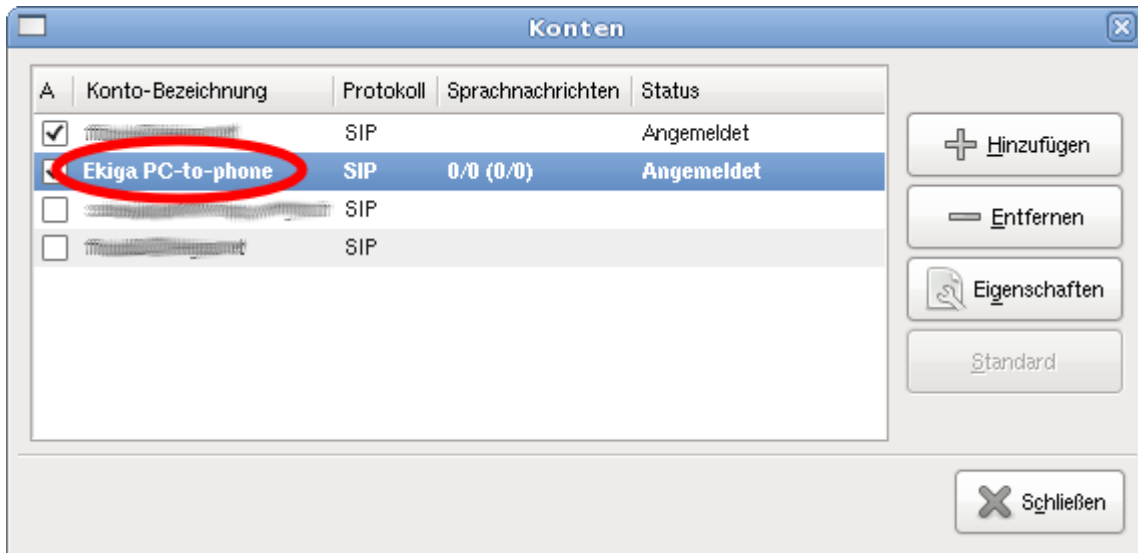 Konten
A Konto-Bezeichnung Protokoll Sprachnachrichten Status
SIP Angemeldet
Ekiga PC-to-phone SIP 0/0 (0/0) Angemeldet
SIP
SIP
Hinzufügen
Entfernen
Eigenschaften
Standard
Schließen